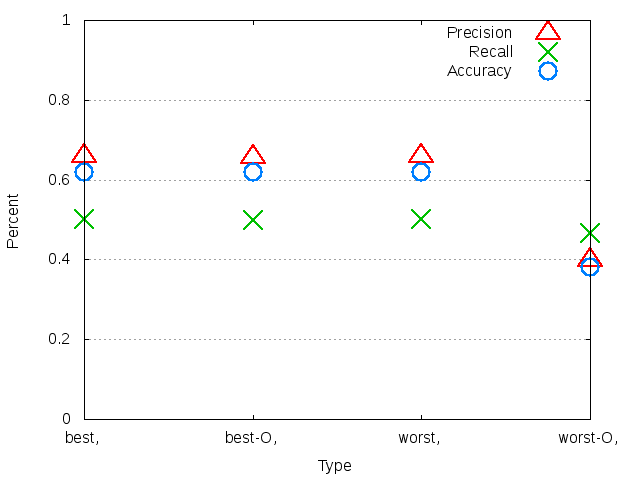 1
Precision
Recall
Accuracy
0.8
0.6
Percent
0.4
0.2
0
best, best-O, worst, worst-O,
Type